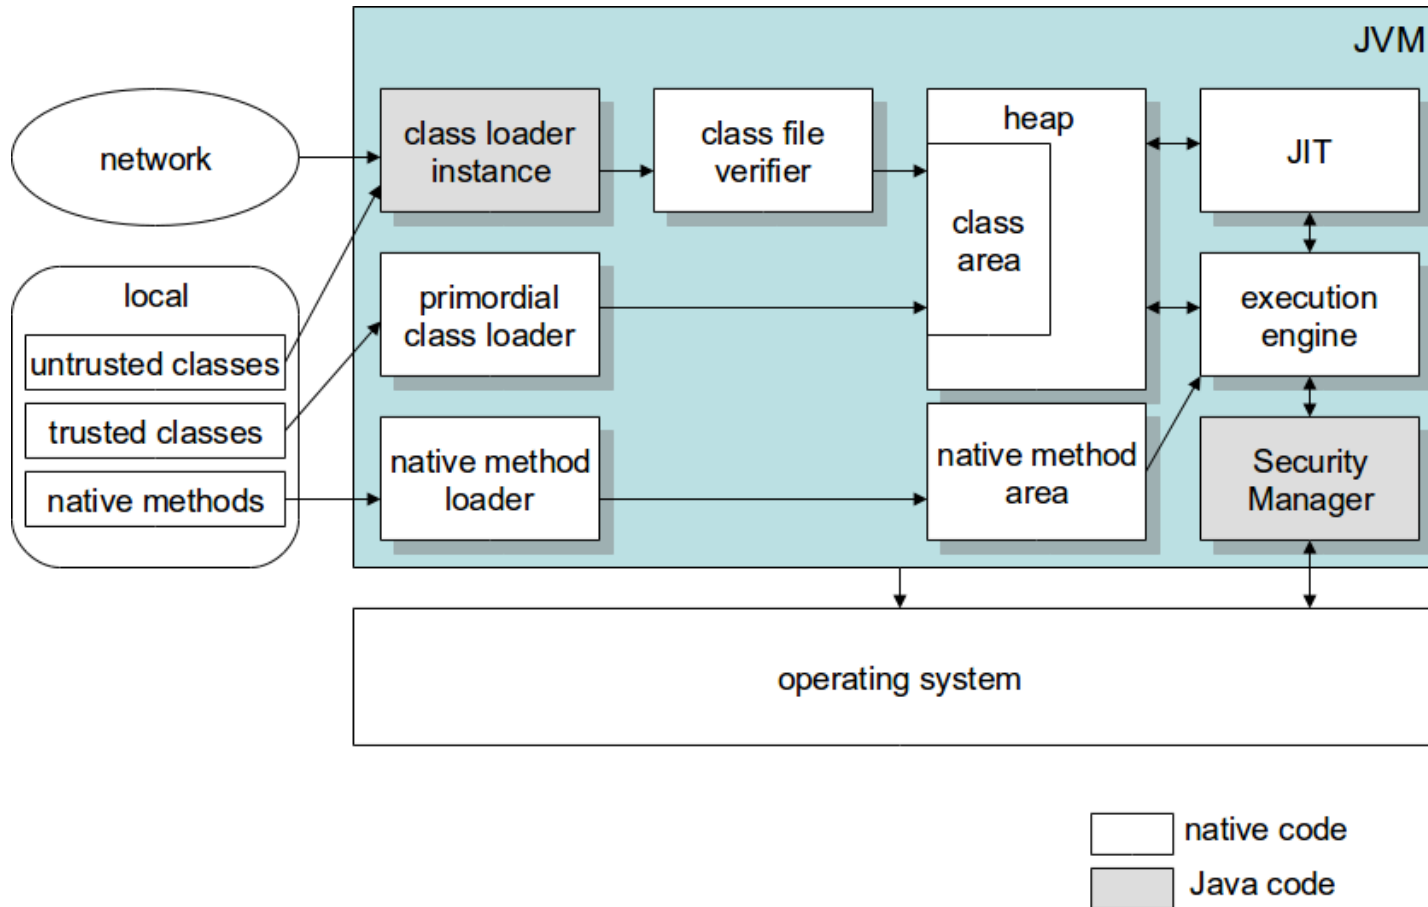 JVM
network
class loader
instance
class file
verifier
heap
class
area
JIT
local
untrusted classes
trusted classes
native methods
primordial
class loader
execution
engine
native method
loader
native method
area
Security
Manager
operating system
native code
Java code